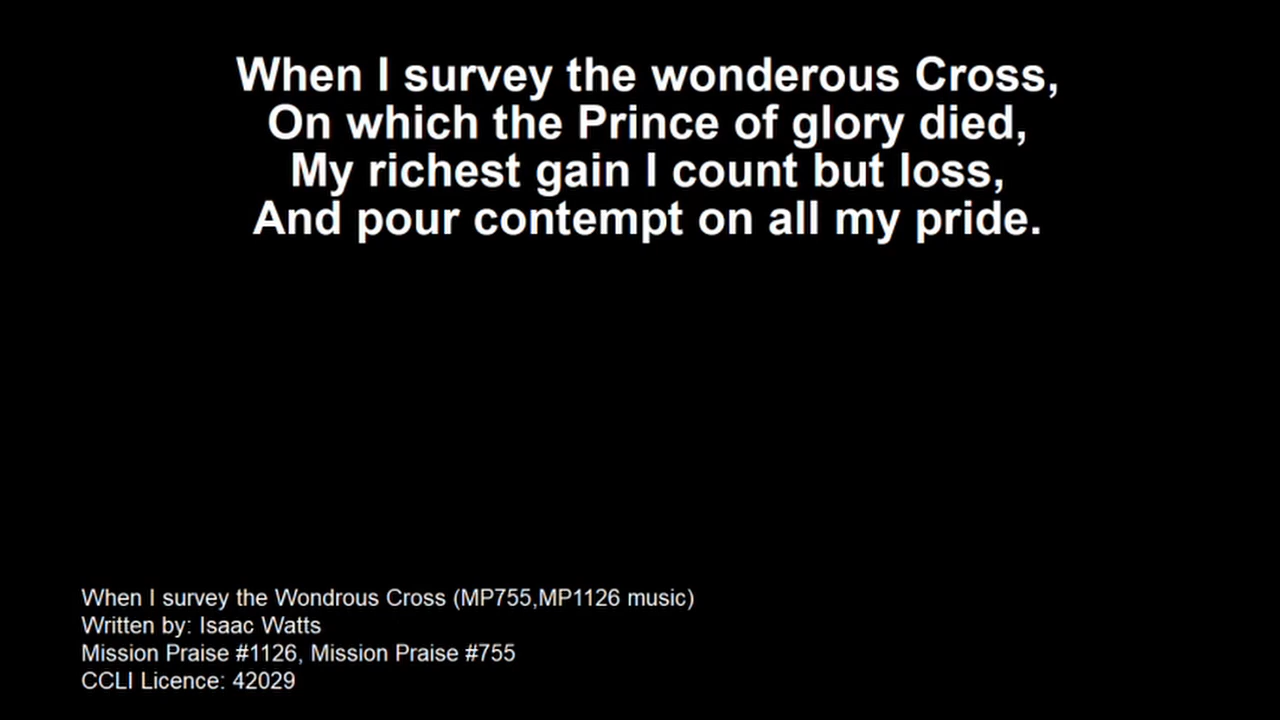 When I survey the wonderous Cross,
On which the Prince of glory died,
My richest gain I count but loss,
And pour contempt on all my pride.
When I survey the Wondrous Cross (MP755,MP1126 music)
Written by: Isaac Watts
Mission Praise #1126, Mission Praise #755
CCLI Licence: 42029